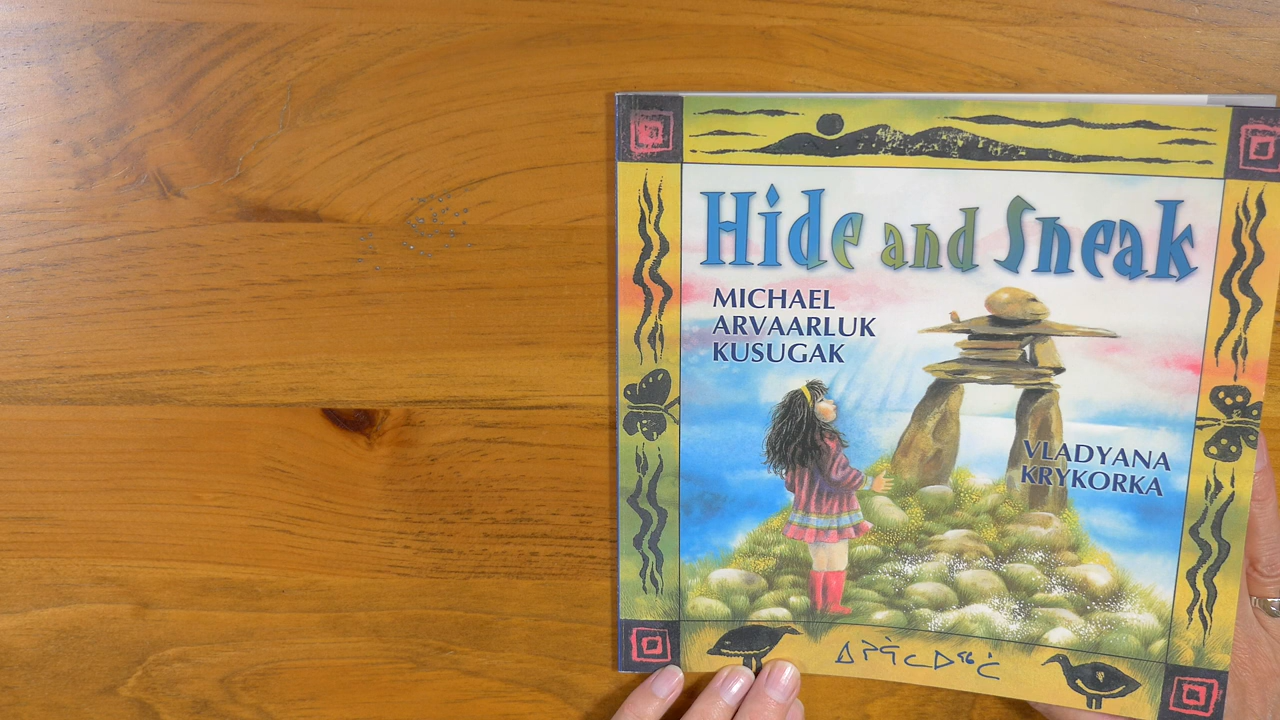 Hide and Sneak
MICHAEL
ARVAARLUK
KUSUGAK
VLADYANA
KRYKORKA